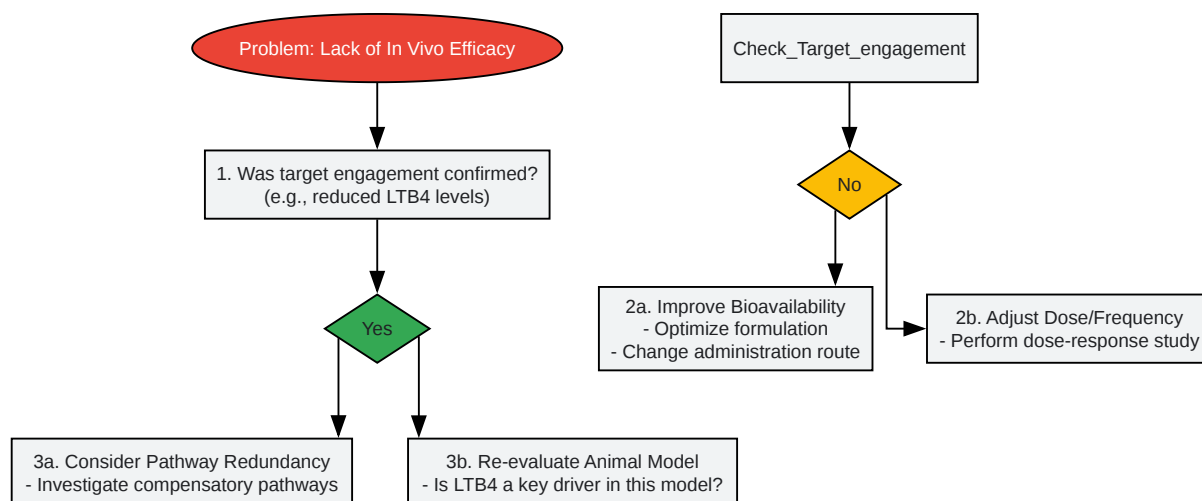 Problem: Lack of In Vivo Efficacy
Check_Target_engagement
1. Was target engagement confirmed?
(e.g., reduced LTB4 levels)
No
2a. Improve Bioavailability
- Optimize formulation
- Change administration route
2b. Adjust Dose/Frequency
- Perform dose-response study
Yes
3a. Consider Pathway Redundancy
- Investigate compensatory pathways
3b. Re-evaluate Animal Model
- Is LTB4 a key driver in this model?